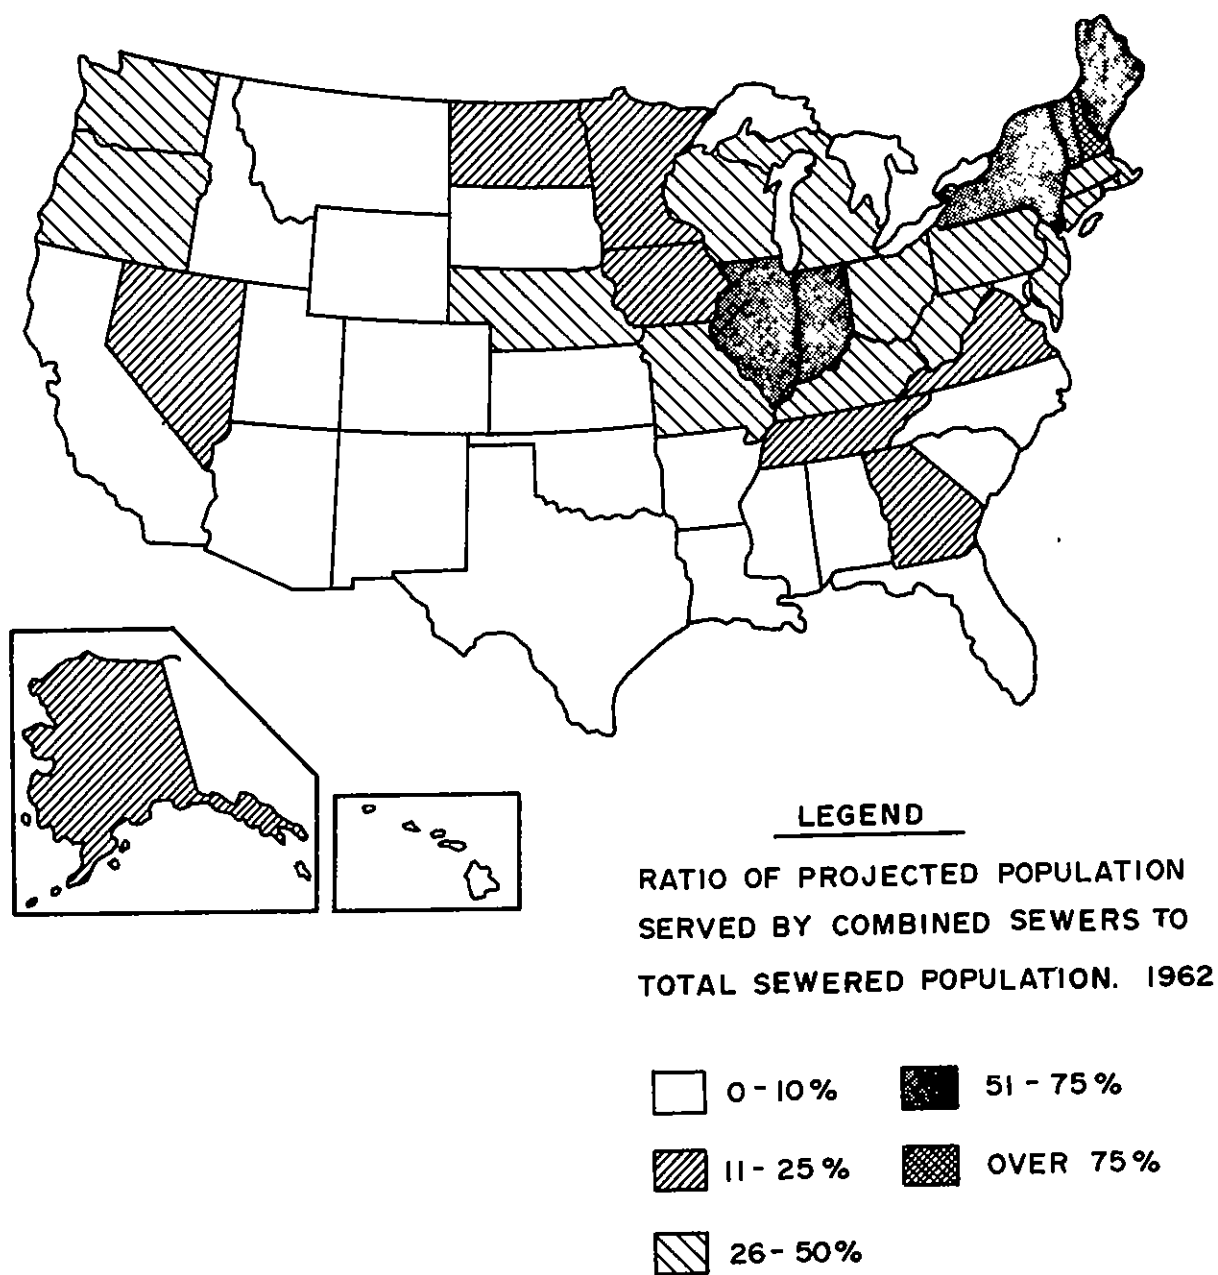 LEGEND
RATIO OF PROJECTED POPULATION
SERVED BY COMBINED SEWERS TO
TOTAL SEWERED POPULATION. 1962
0-10%
51-75%
11-25%
OVER 75%
26-50%